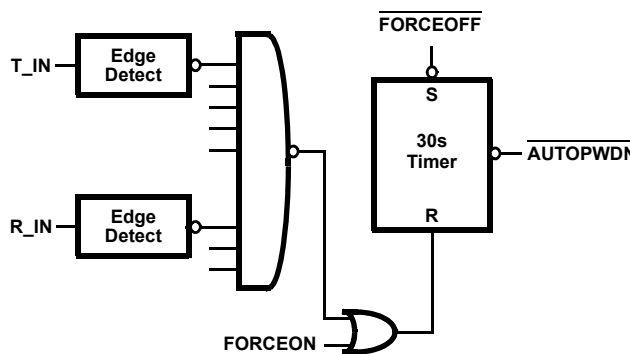 FORCEOFF
T_IN
Edge
Detect
S
30s
Timer
AUTOPWDN
R_IN
Edge
Detect
R
FORCEON